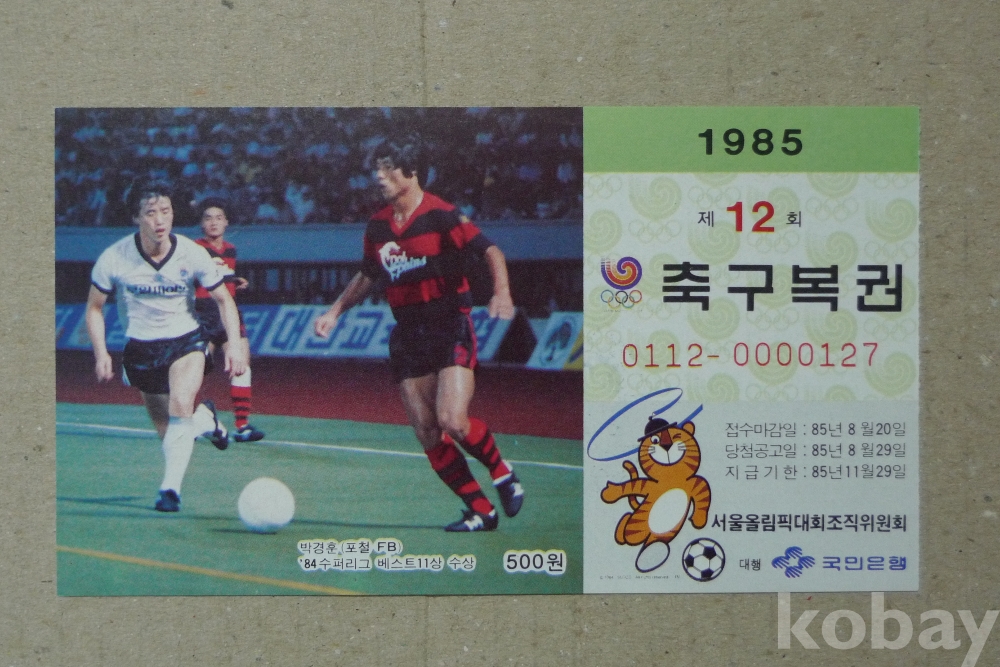 박경훈 (포철 FB)
'84 수퍼리그 베스트11상 수상
500원
1985
제 12 회
축구복권
0112-0000127
접수마감일 : 85년 8월20일
당첨공고일 : 85년 8월29일
지급기한 : 85년11월29일
서울올림픽대회조직위원회
대행 국민은행
kobay